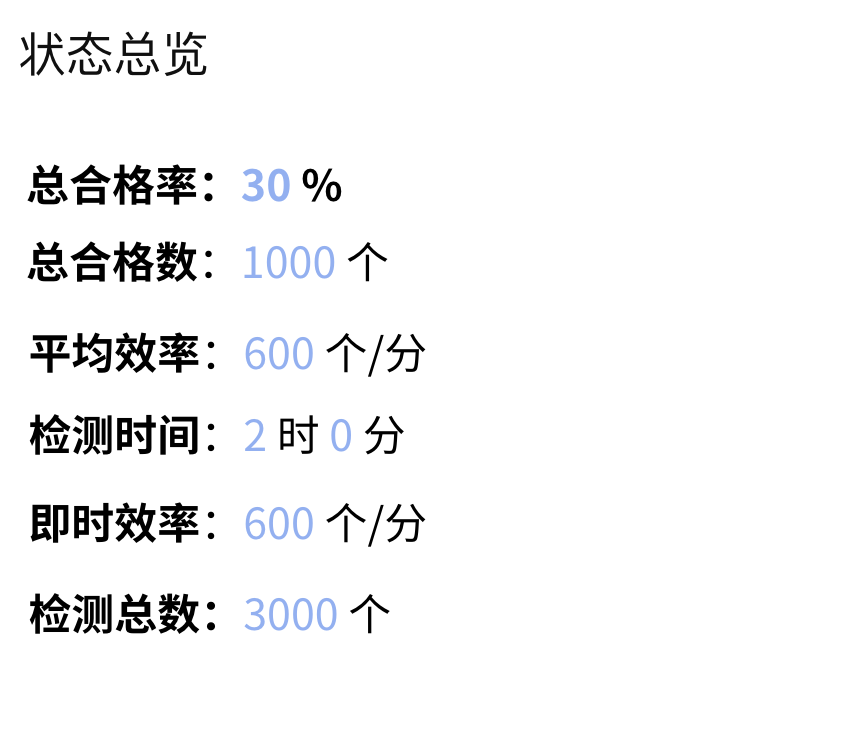 状态总览
总合格率：30 %
总合格数：1000 个
平均效率：600 个/分
检测时间：2 时 0 分
即时效率：600 个/分
检测总数：3000 个